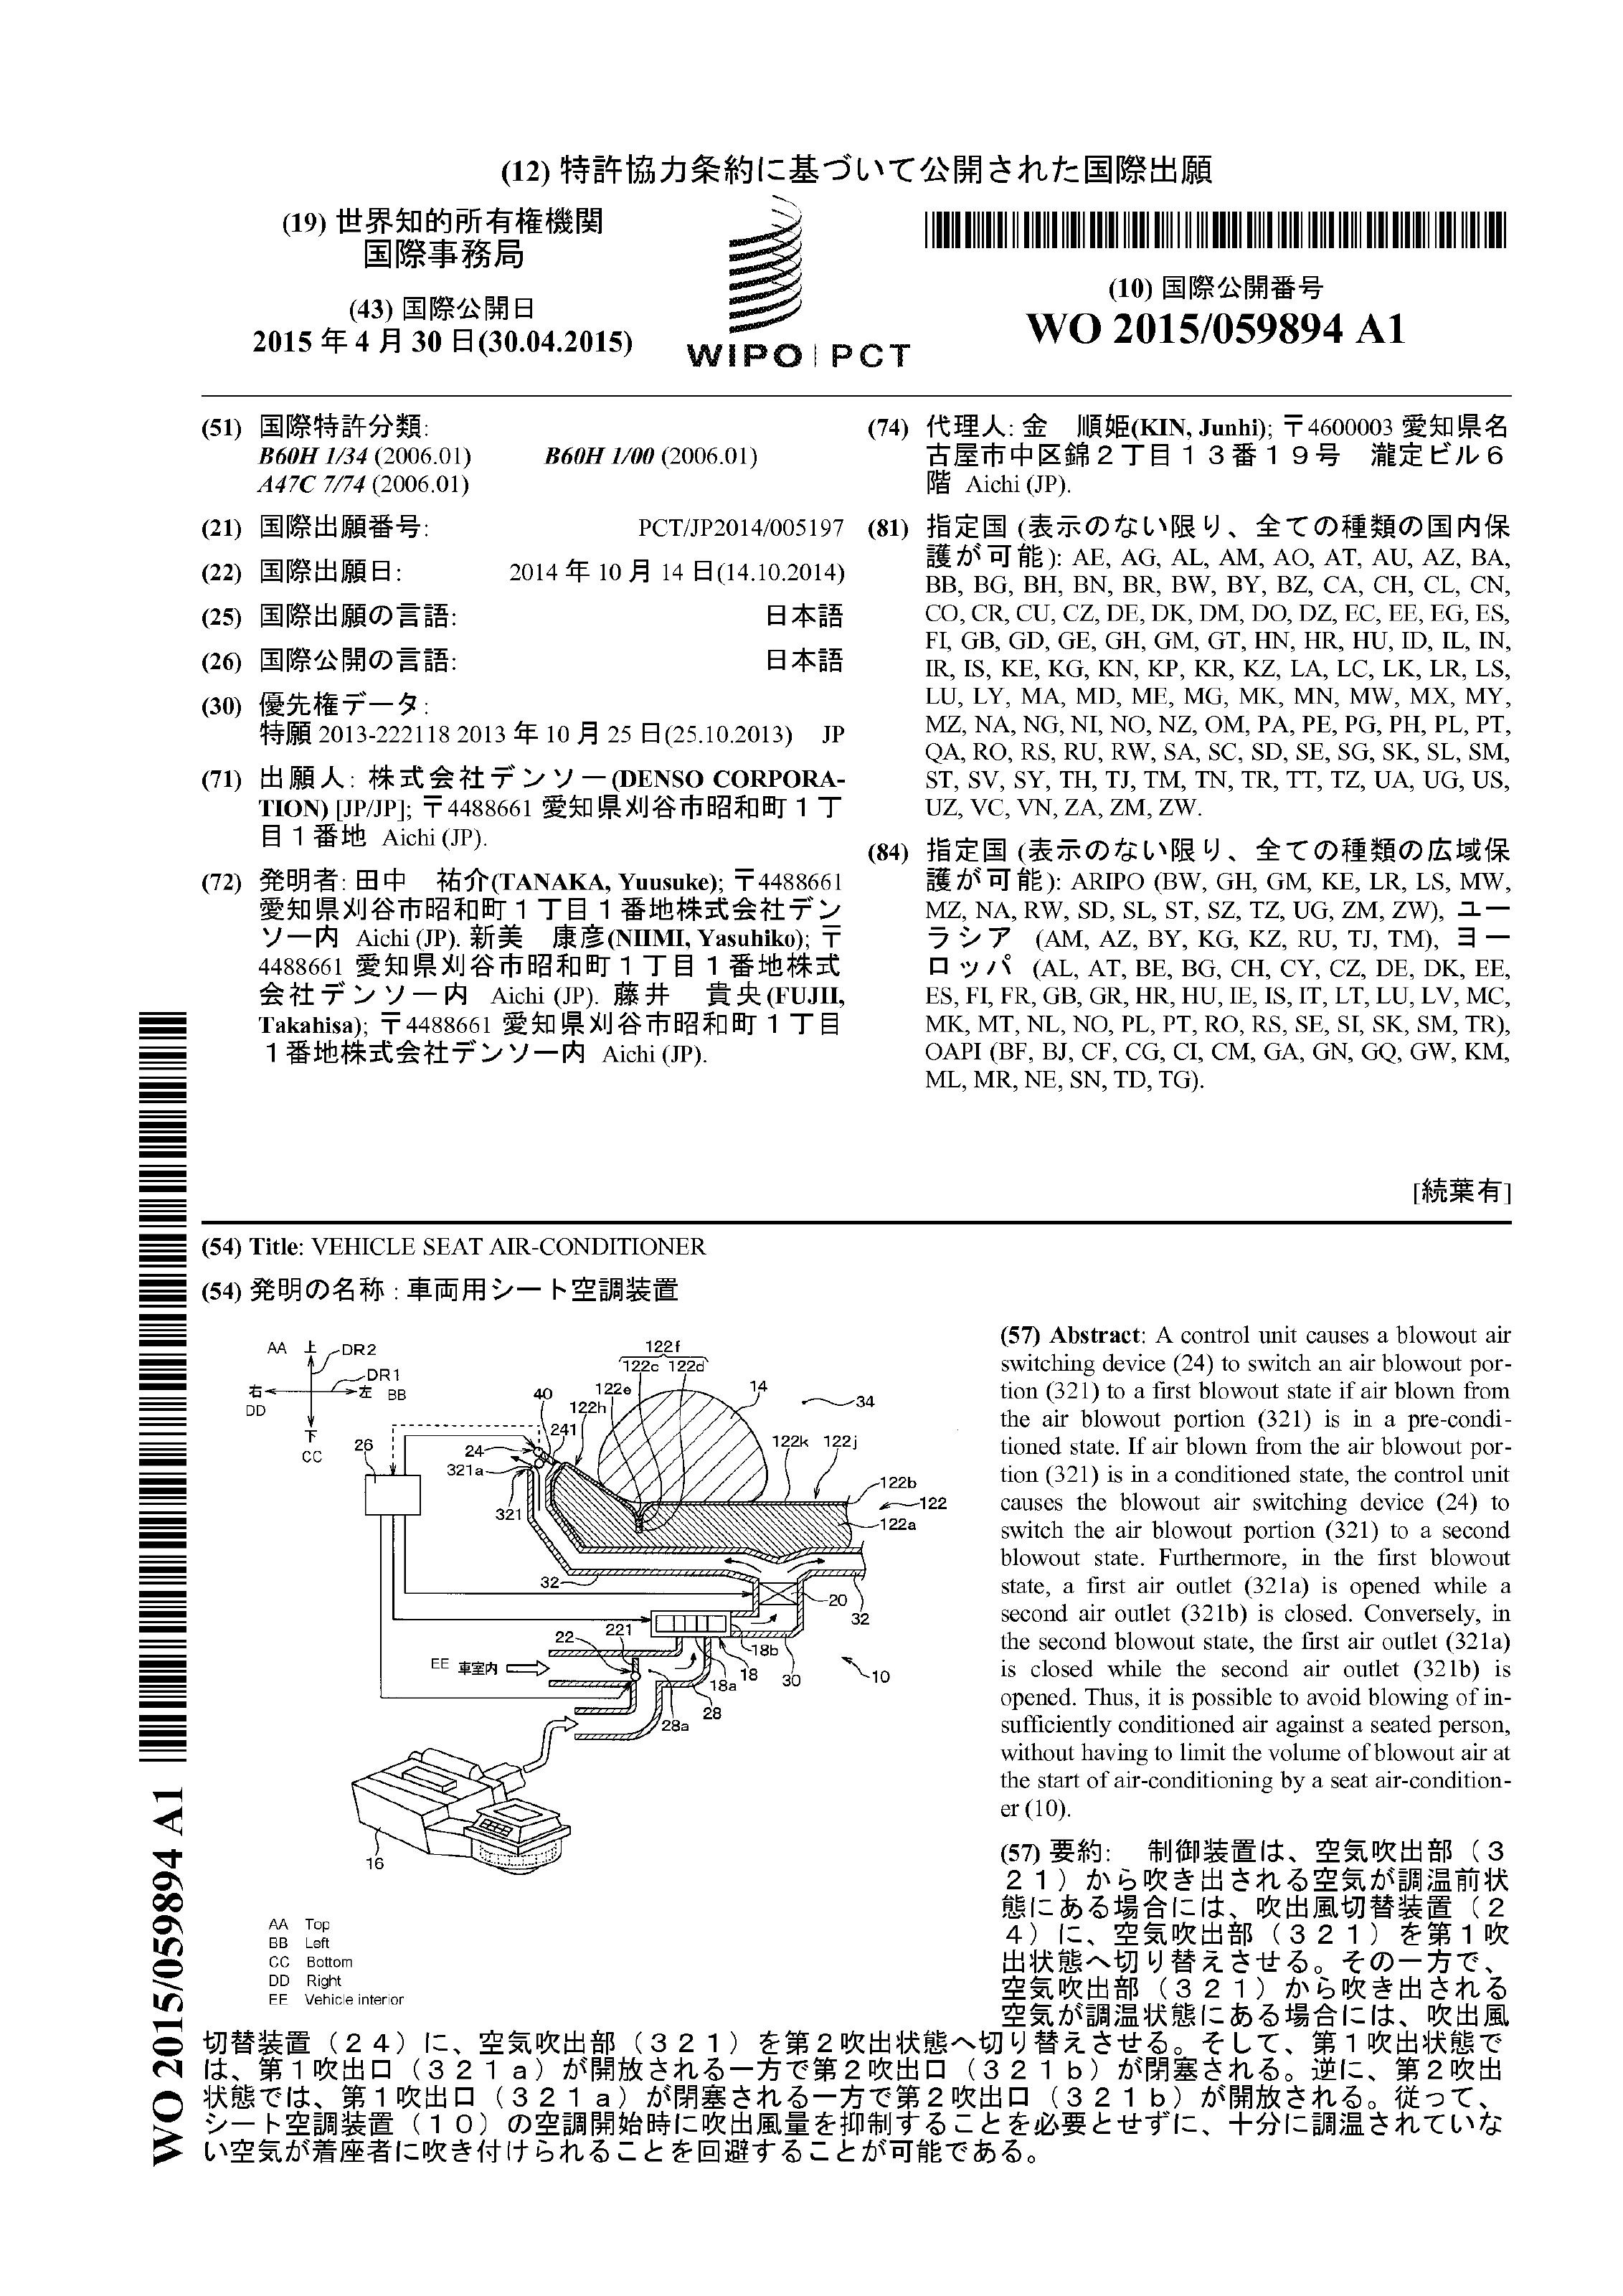 (12) 特許協力条約に基づいて公開された国際出願
(19) 世界知的所有権機関
国際事務局
(43) 国際公開日
2015 年 4 月 30 日(30.04.2015)
WIPO | PCT
(10) 国際公開番号
WO 2015/059894 A1
(51) 国際特許分類:
B60H 1/34 (2006.01) B60H 1/00 (2006.01)
A47C 7/74 (2006.01)
(21) 国際出願番号: PCT/JP2014/005197
(22) 国際出願日: 2014 年 10 月 14 日(14.10.2014)
(25) 国際出願の言語: 日本語
(26) 国際公開の言語: 日本語
(30) 優先権データ:
特願 2013-222118 2013 年 10 月 25 日(25.10.2013) JP
(71) 出願人: 株式会社デンソー(DENSO CORPORA-
TION) [JP/JP]; 〒4488661 愛知県刈谷市昭和町1丁
目1番地 Aichi (JP).
(72) 発明者: 田中 祐介(TANAKA, Yuusuke); 〒4488661
愛知県刈谷市昭和町1丁目1番地株式会社デン
ソー内 Aichi (JP). 新美 康彦(NIIMI, Yasuhiko); 〒
4488661 愛知県刈谷市昭和町1丁目1番地株式
会社デンソー内 Aichi (JP). 藤井 貴央(FUJII,
Takahisa); 〒4488661 愛知県刈谷市昭和町1丁目
1番地株式会社デンソー内 Aichi (JP).
(74) 代理人: 金 順姫(KIN, Junhi); 〒4600003 愛知県名
古屋市中区錦2丁目13番19号 瀧定ビル6
階 Aichi (JP).
(81) 指定国 (表示のない限り、全ての種類の国内保
護が可能): AE, AG, AL, AM, AO, AT, AU, AZ, BA,
BB, BG, BH, BN, BR, BW, BY, BZ, CA, CH, CL, CN,
CO, CR, CU, CZ, DE, DK, DM, DO, DZ, EC, EE, EG, ES,
FI, GB, GD, GE, GH, GM, GT, HN, HR, HU, ID, IL, IN,
IR, IS, KE, KG, KN, KP, KR, KZ, LA, LC, LK, LR, LS,
LU, LY, MA, MD, ME, MG, MK, MN, MW, MX, MY,
MZ, NA, NG, NI, NO, NZ, OM, PA, PE, PG, PH, PL, PT,
QA, RO, RS, RU, RW, SA, SC, SD, SE, SG, SK, SL, SM,
ST, SV, SY, TH, TJ, TM, TN, TR, TT, TZ, UA, UG, US,
UZ, VC, VN, ZA, ZM, ZW.
(84) 指定国 (表示のない限り、全ての種類の広域保
護が可能): ARIPO (BW, GH, GM, KE, LR, LS, MW,
MZ, NA, RW, SD, SL, ST, SZ, TZ, UG, ZM, ZW), ユー
ラシア (AM, AZ, BY, KG, KZ, RU, TJ, TM), ヨー
ロッパ (AL, AT, BE, BG, CH, CY, CZ, DE, DK, EE,
ES, FI, FR, GB, GR, HR, HU, IE, IS, IT, LT, LU, LV, MC,
MK, MT, NL, NO, PL, PT, RO, RS, SE, SI, SK, SM, TR),
OAPI (BF, BJ, CF, CG, CI, CM, GA, GN, GQ, GW, KM,
ML, MR, NE, SN, TD, TG).
[続葉有]
(54) Title: VEHICLE SEAT AIR-CONDITIONER
(54) 発明の名称 : 車両用シート空調装置
AA 上 DR2
DR1
右 左 BB
DD
下
CC
122f
122c 122d
122e
14
34
40
122h
241
24
26
321a
321
122k 122j
122b
122
122a
32
20
32
22 221
18b
18
18a
30
10
EE 車室内
28
28a
16
AA Top
BB Left
CC Bottom
DD Right
EE Vehicle interior
(57) Abstract: A control unit causes a blowout air
switching device (24) to switch an air blowout por-
tion (321) to a first blowout state if air blown from
the air blowout portion (321) is in a pre-condi-
tioned state. If air blown from the air blowout por-
tion (321) is in a conditioned state, the control unit
causes the blowout air switching device (24) to
switch the air blowout portion (321) to a second
blowout state. Furthermore, in the first blowout
state, a first air outlet (321a) is opened while a
second air outlet (321b) is closed. Conversely, in
the second blowout state, the first air outlet (321a)
is closed while the second air outlet (321b) is
opened. Thus, it is possible to avoid blowing of in-
sufficiently conditioned air against a seated person,
without having to limit the volume of blowout air at
the start of air-conditioning by a seat air-condition-
er (10).
(57) 要約: 制御装置は、空気吹出部（3
21）から吹き出される空気が調温前状
態にある場合には、吹出風切替装置（2
4）に、空気吹出部（321）を第1吹
出状態へ切り替えさせる。その一方で、
空気吹出部（321）から吹き出される
空気が調温状態にある場合には、吹出風
切替装置（24）に、空気吹出部（321）を第2吹出状態へ切り替えさせる。そして、第1吹出状態で
は、第1吹出口（321a）が開放される一方で第2吹出口（321b）が閉塞される。逆に、第2吹出
状態では、第1吹出口（321a）が閉塞される一方で第2吹出口（321b）が開放される。従って、
シート空調装置（10）の空調開始時に吹出風量を抑制することを必要とせずに、十分に調温されていな
い空気が着座者に吹き付けられることを回避することが可能である。
WO 2015/059894 A1